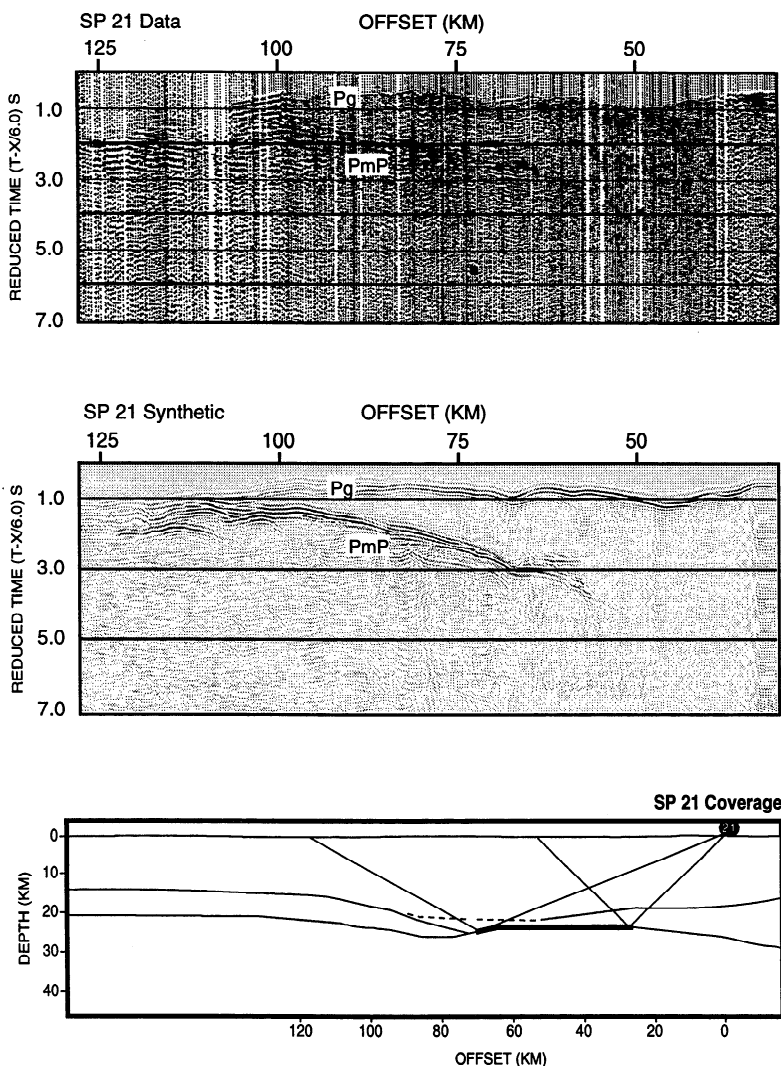 SP 21 Data OFFSET (KM)
125 100 75 50
REDUCED TIME (T-X/6.0) S
1.0
3.0
5.0
7.0
Pg
PmP
SP 21 Synthetic OFFSET (KM)
125 100 75 50
REDUCED TIME (T-X/6.0) S
1.0
3.0
5.0
7.0
Pg
PmP
SP 21 Coverage
21
DEPTH (KM)
0
10
20
30
40
120 100 80 60 40 20 0
OFFSET (KM)